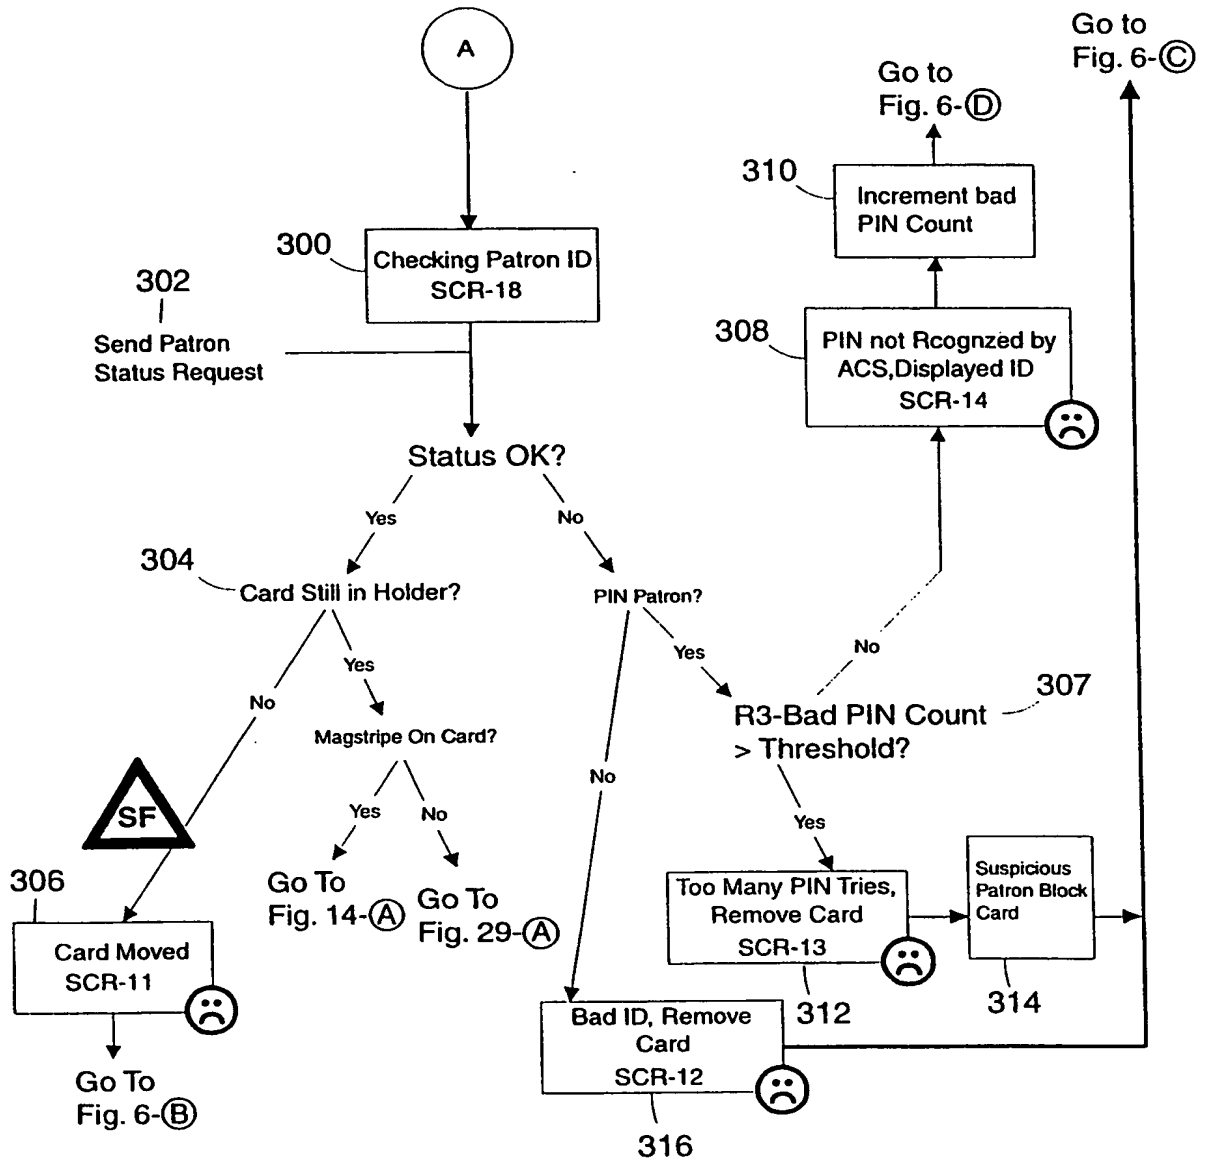 A
Go to
Fig. 6-C
Go to
Fig. 6-D
310
Increment bad
PIN Count
300
Checking Patron ID
SCR-18
302
Send Patron
Status Request
308
PIN not Rcognzed by
ACS,Displayed ID
SCR-14
Status OK?
Yes
No
304
Card Still in Holder?
PIN Patron?
Yes
No
Yes
No
307
R3-Bad PIN Count
> Threshold?
Magstripe On Card?
No
Yes
No
Yes
SF
306
Card Moved
SCR-11
Go To
Fig. 14-A
Go To
Fig. 29-A
Too Many PIN Tries,
Remove Card
SCR-13
312
Suspicious
Patron Block
Card
314
Bad ID, Remove
Card
SCR-12
316
Go To
Fig. 6-B